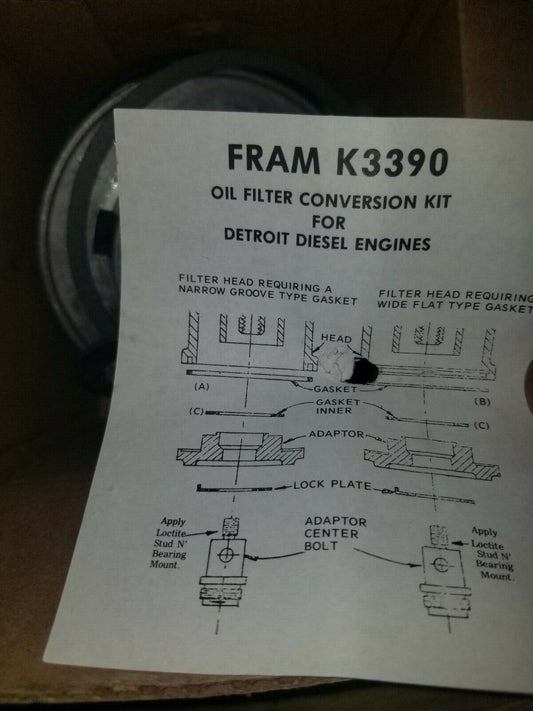 FRAM K3390
OIL FILTER CONVERSION KIT
FOR
DETROIT DIESEL ENGINES
FILTER HEAD REQUIRING A
NARROW GROOVE TYPE GASKET
FILTER HEAD REQUIRING
WIDE FLAT TYPE GASKET
HEAD
(A)
GASKET
(B)
(C)
GASKET
INNER
(C)
ADAPTOR
LOCK PLATE
Apply
Loctite
Stud N'
Bearing
Mount.
ADAPTOR
CENTER
BOLT
Apply
Loctite
Stud N'
Bearing
Mount.